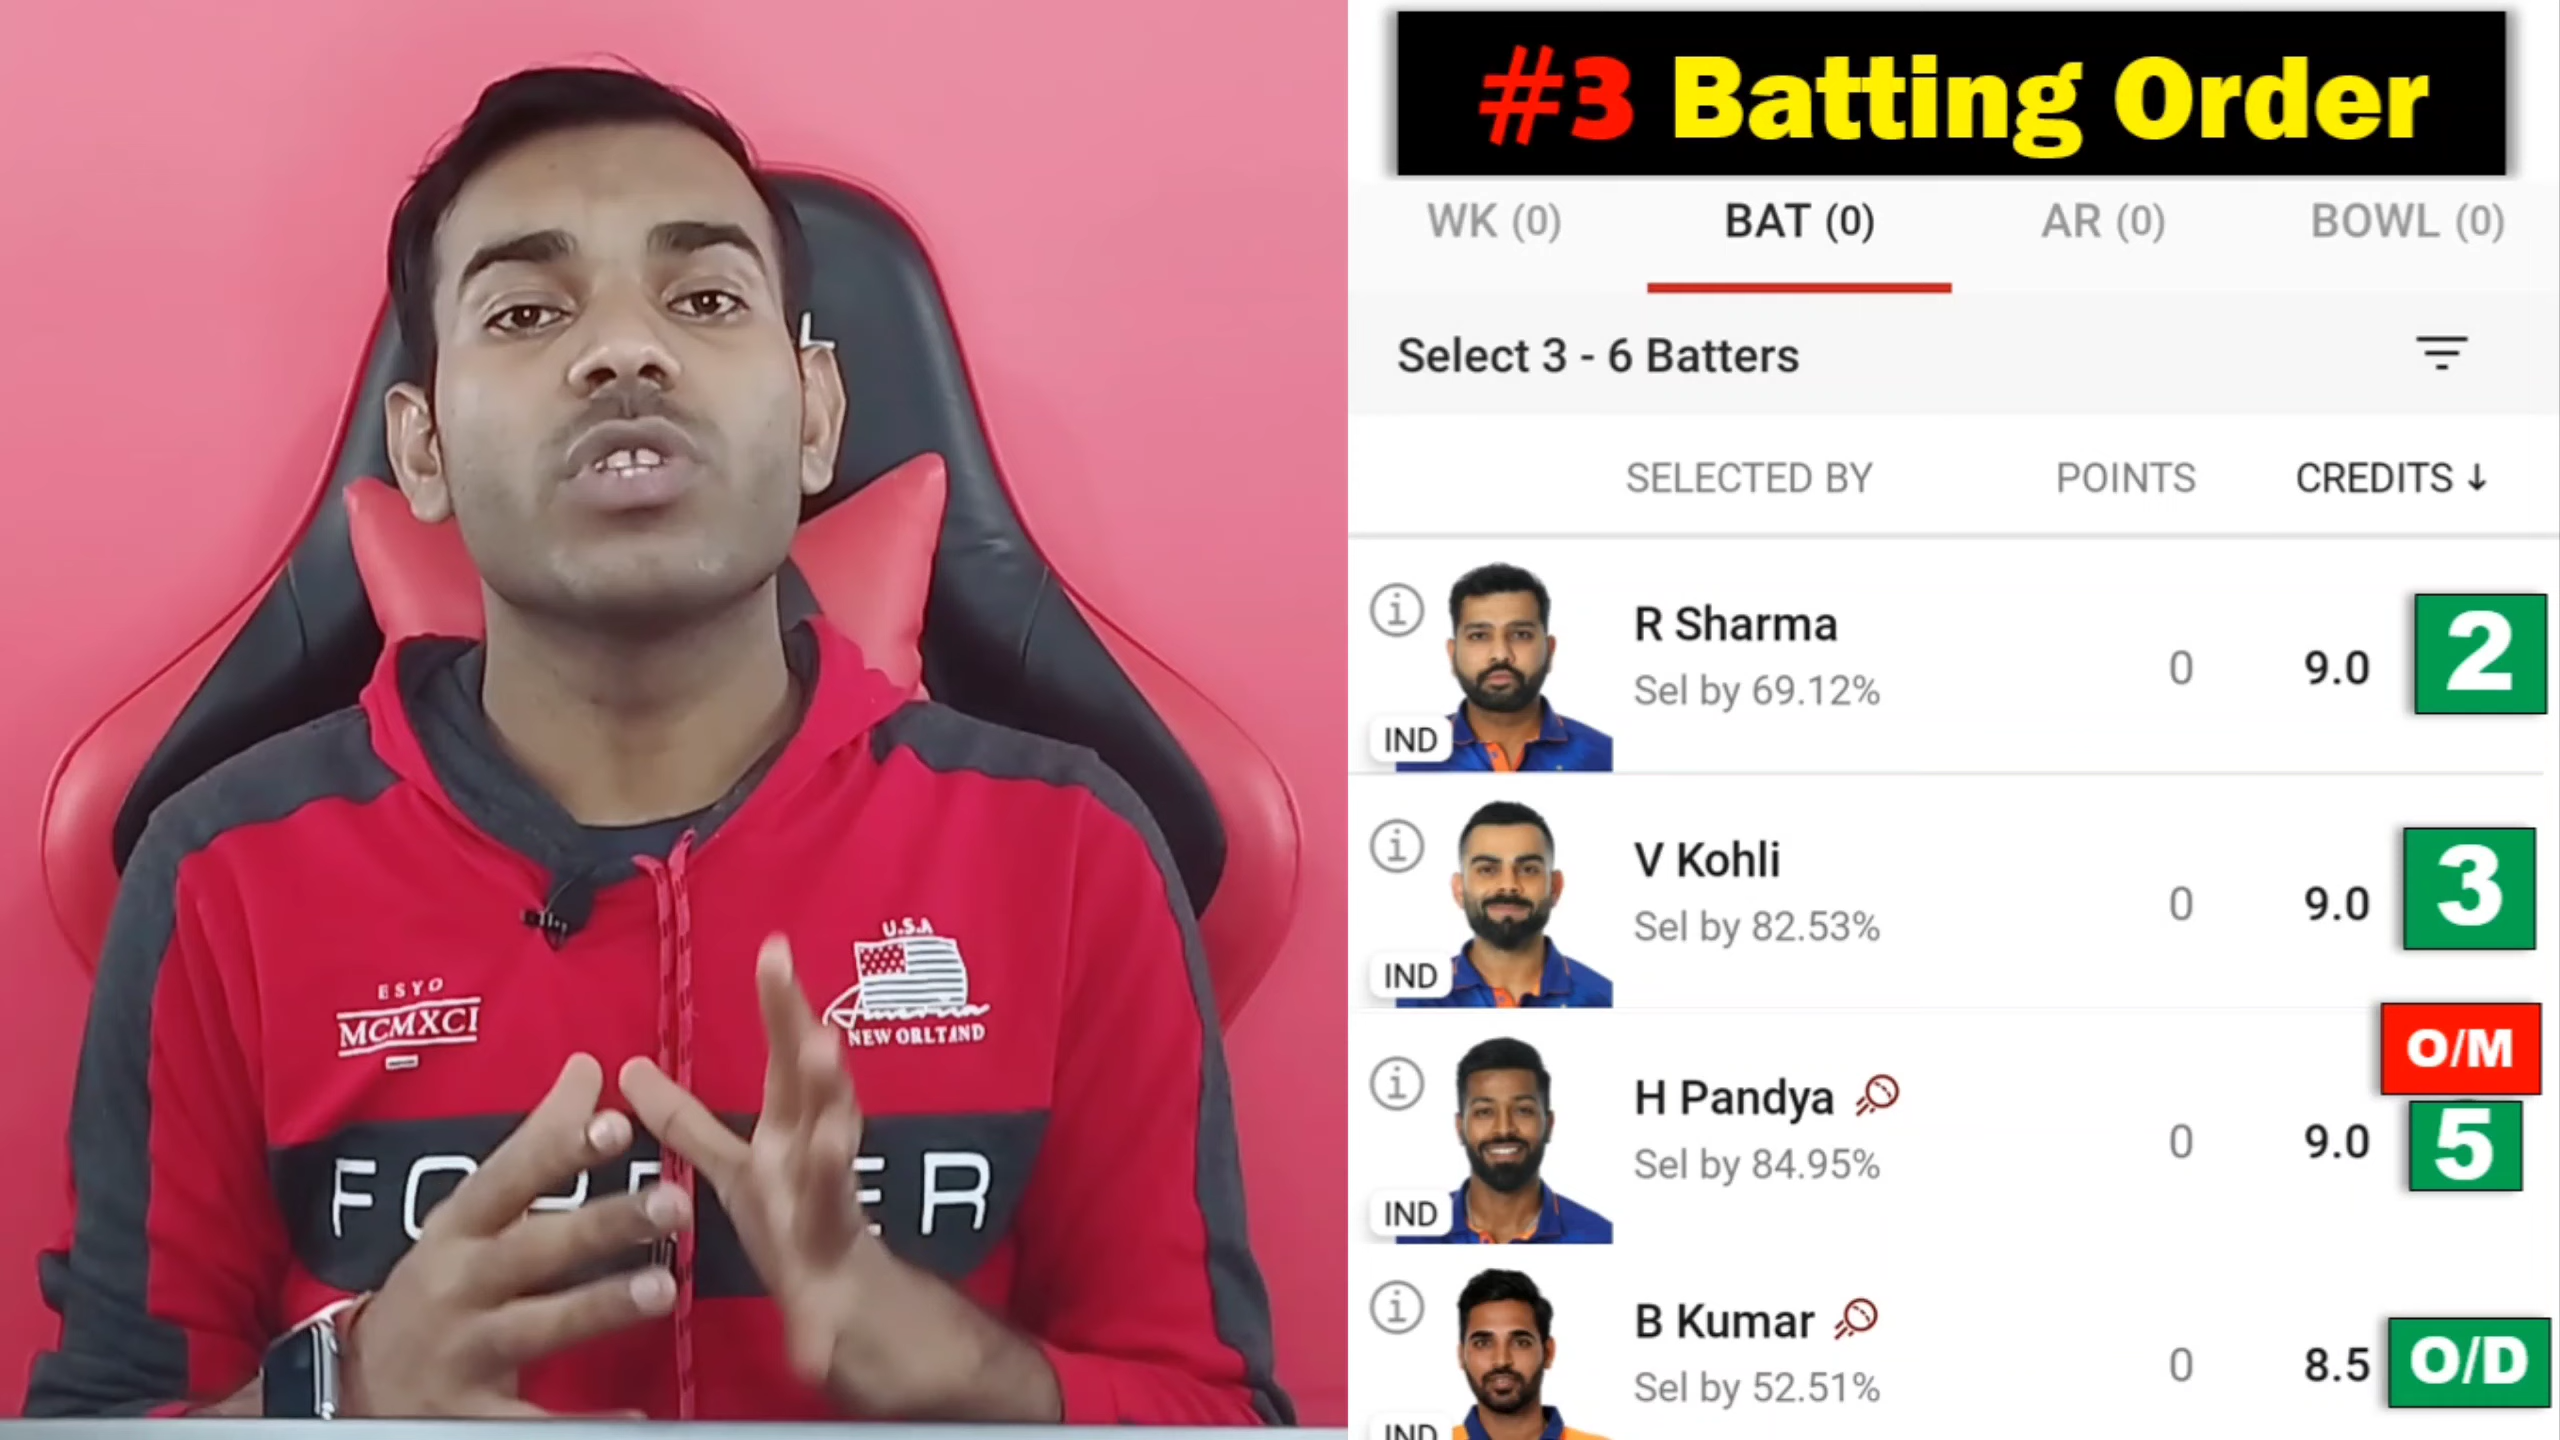 L
ESYO
MCMXCI
U.S.A
America
NEW ORLTAND
ER
#3 Batting Order
WK (0) BAT (0) AR (0) BOWL (0)
Select 3 - 6 Batters
SELECTED BY POINTS CREDITS ↓
R Sharma
Sel by 69.12% 0 9.0 2
IND
V Kohli
Sel by 82.53% 0 9.0 3
IND
O/M
H Pandya
Sel by 84.95% 0 9.0 5
IND
B Kumar
Sel by 52.51% 0 8.5 O/D
IND